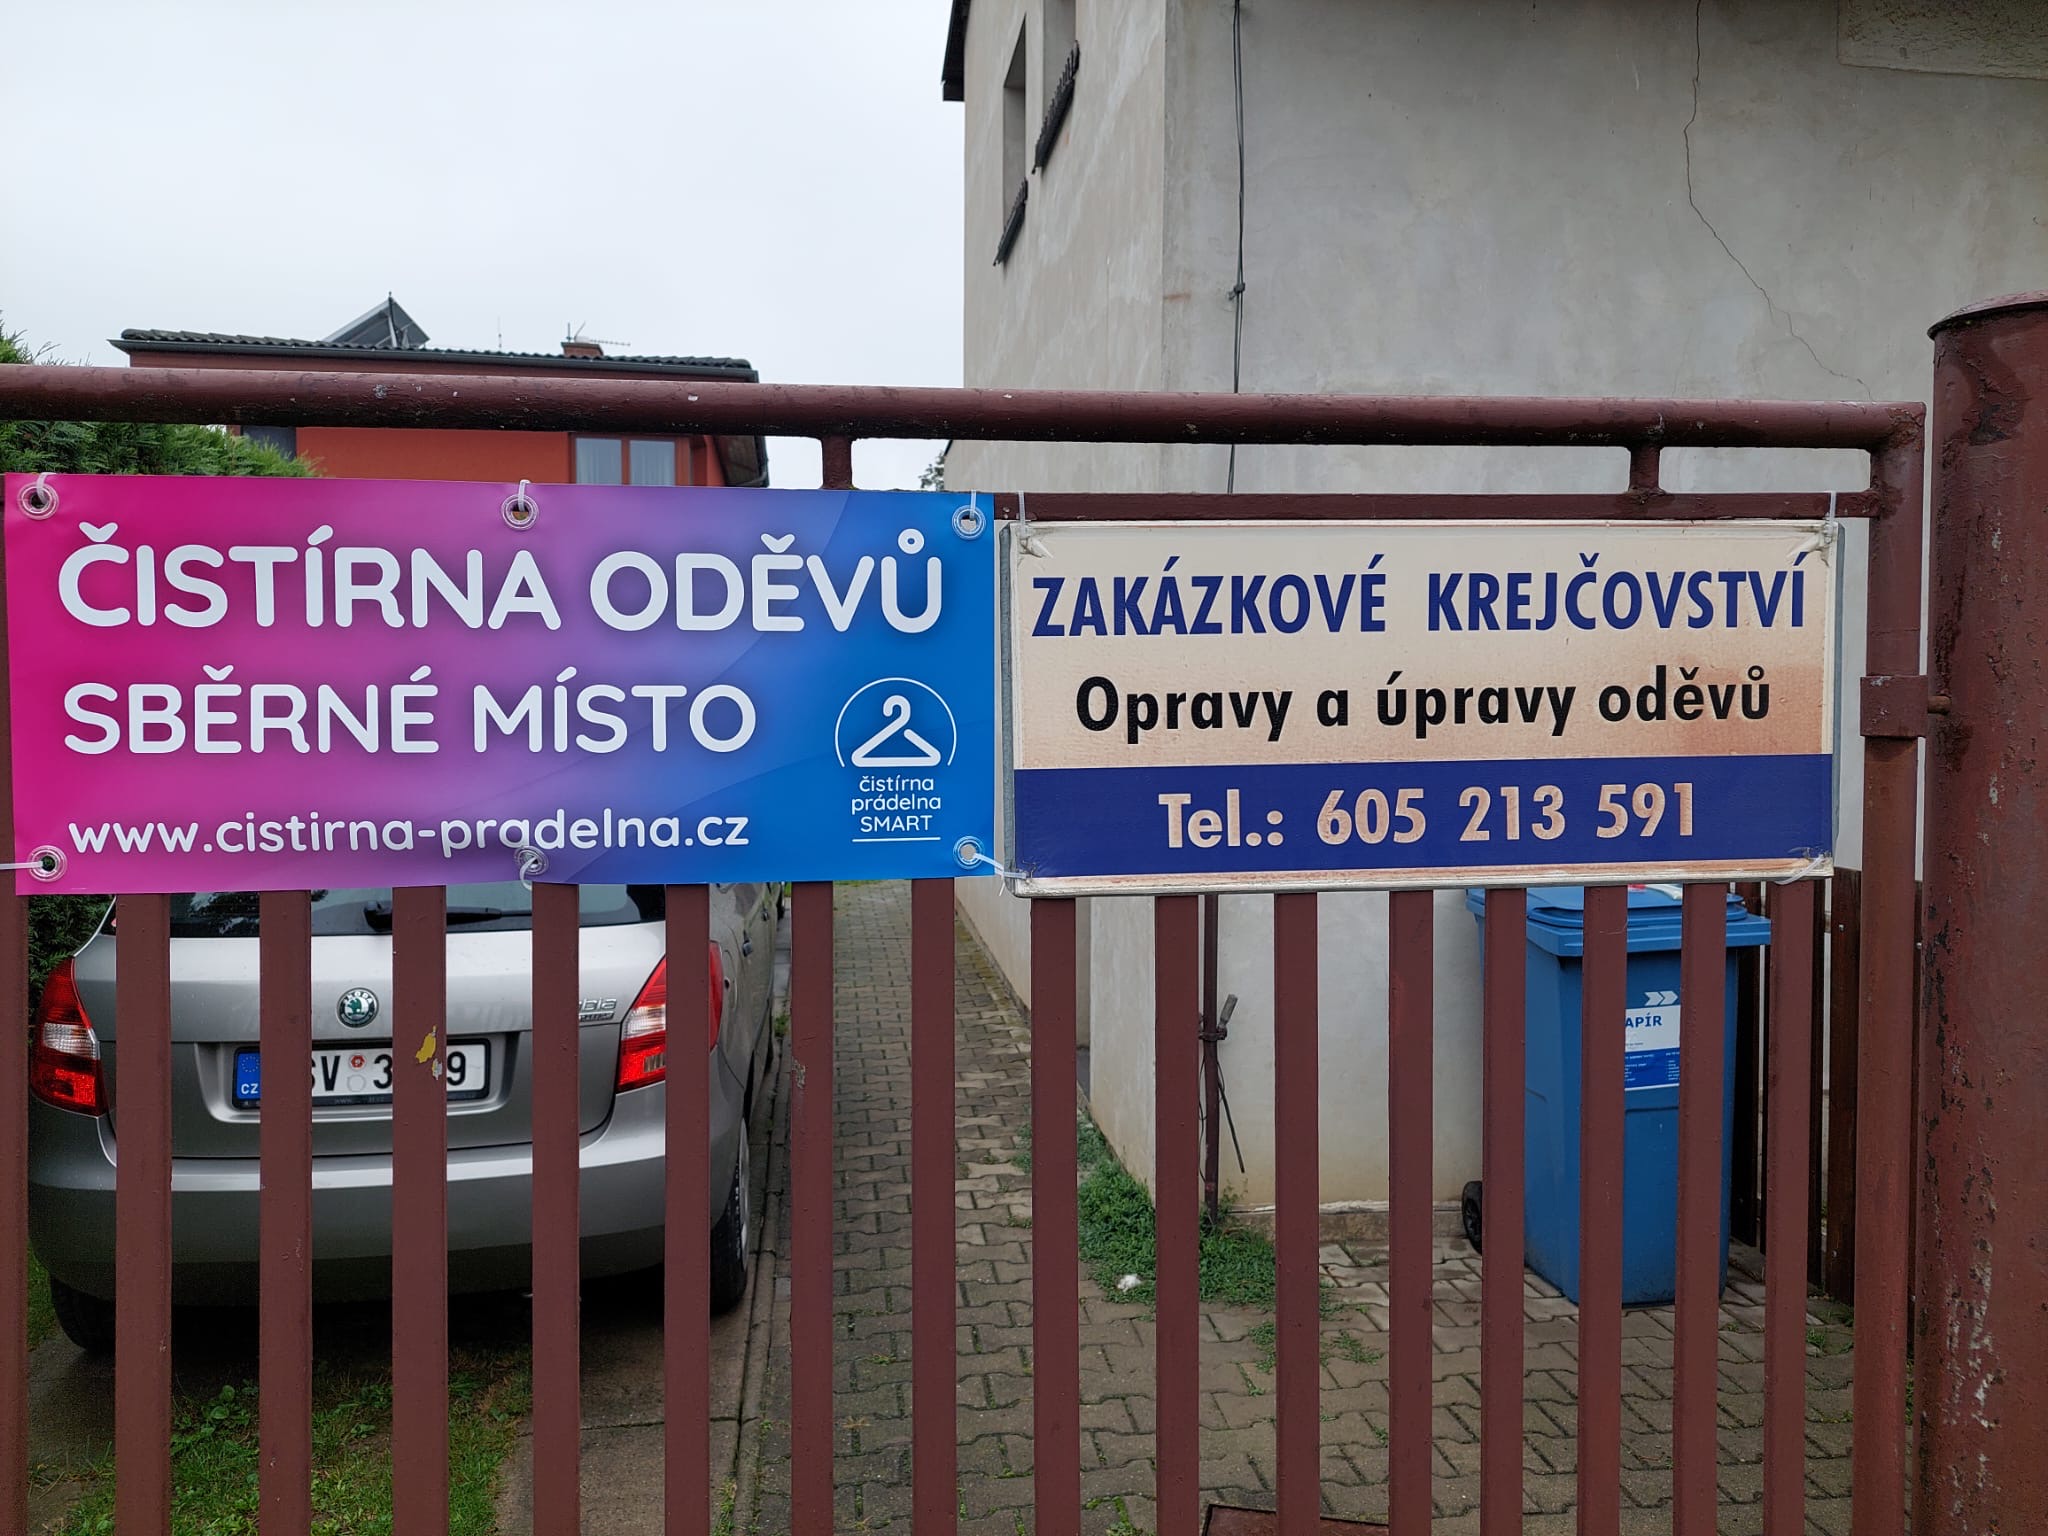 ČISTÍRNA ODĚVŮ
SBĚRNÉ MÍSTO
www.cistirna-pradelna.cz
čistírna
prádelna
SMART
ZAKÁZKOVÉ KREJČOVSTVÍ
Opravy a úpravy oděvů
Tel.: 605 213 591
CZ